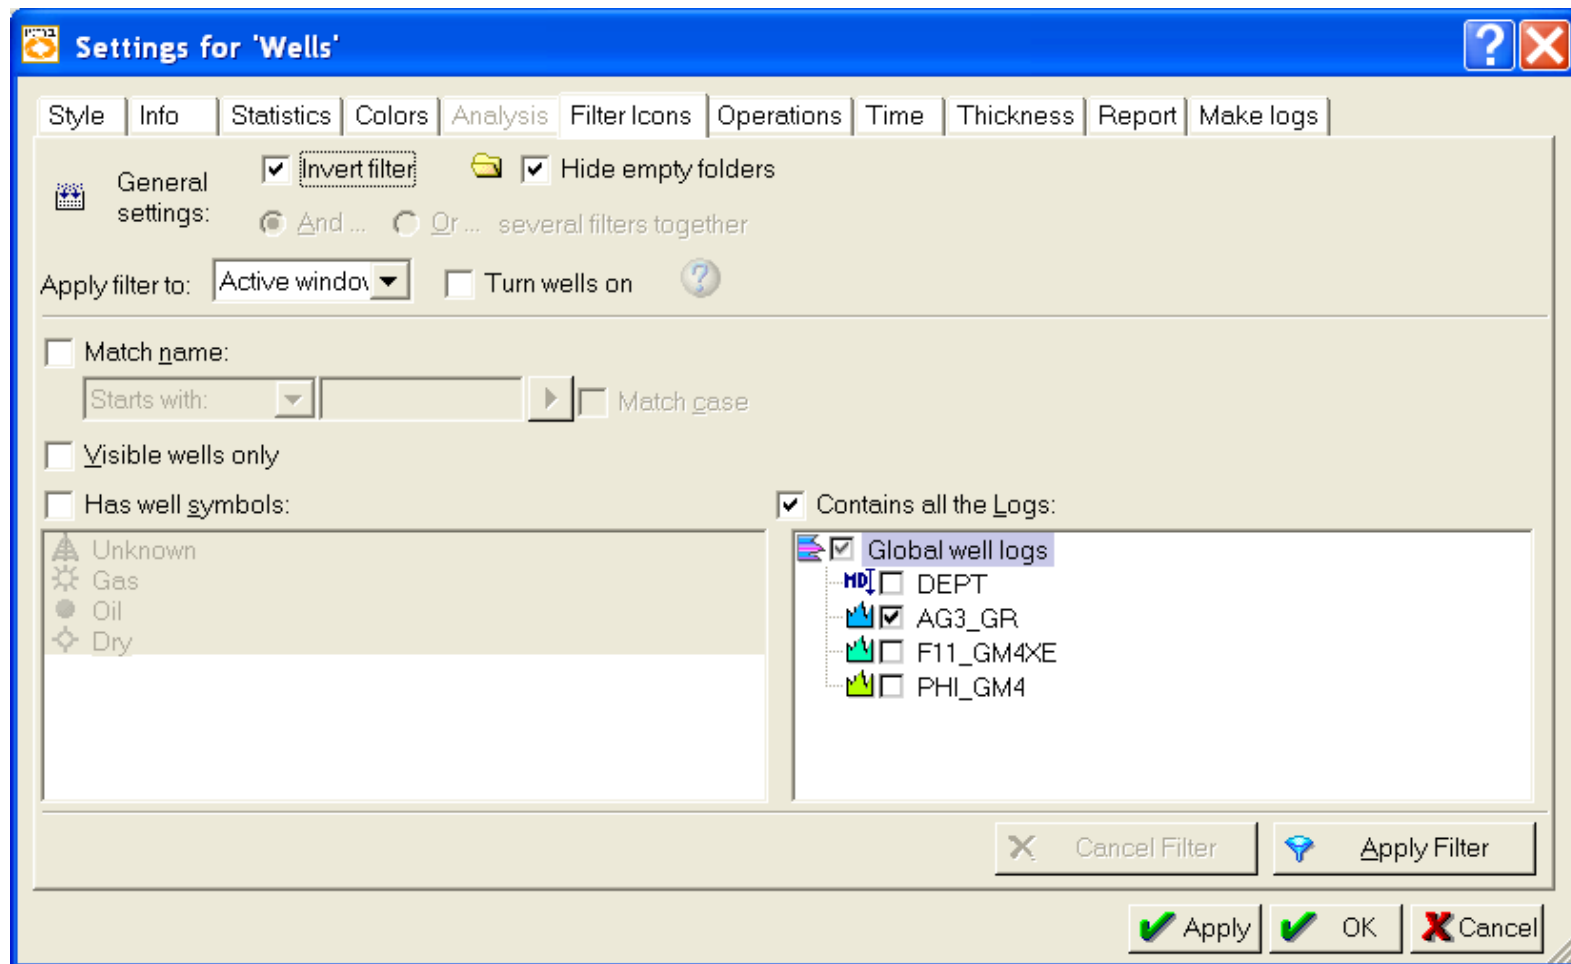 Settings for 'Wells'
Style Info Statistics Colors Analysis Filter Icons Operations Time Thickness Report Make logs
General settings:
Invert filter Hide empty folders
And ... Or ... several filters together
Apply filter to: Active window Turn wells on
Match name:
Starts with: Match case
Visible wells only
Has well symbols: Contains all the Logs:
Unknown
Gas
Oil
Dry
Global well logs
DEPT
AG3_GR
F11_GM4XE
PHI_GM4
Cancel Filter Apply Filter
Apply OK Cancel